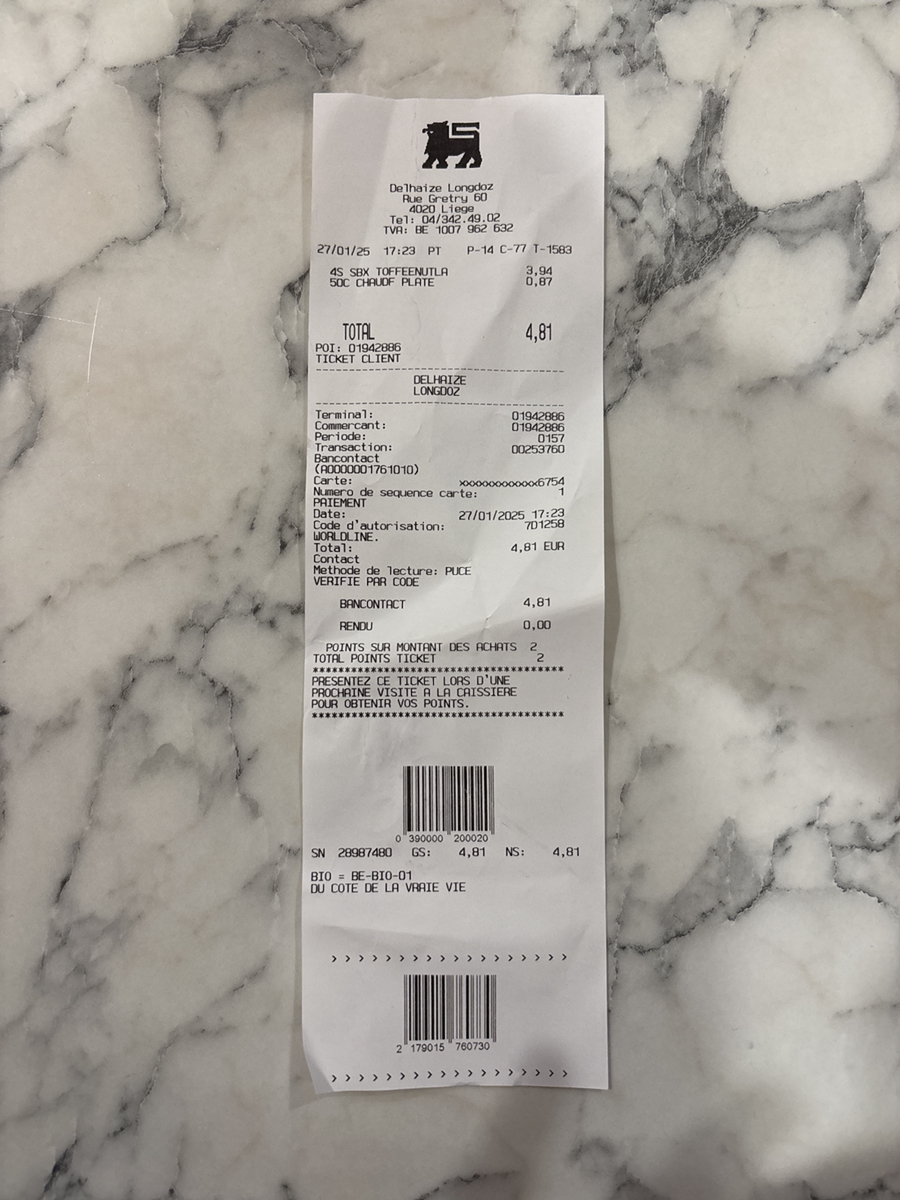 Delhaize Longdoz
Rue Gretry 60
4020 Liege
Tel: 04/342.49.02
TVA: BE 1007 962 632
27/01/25 17:23 PT P-14 C-77 T-1583
4S SBX TOFFEENUTLA 3,94
50C CHAUDF PLATE 0,87
TOTAL 4,81
POI: 01942886
TICKET CLIENT
--------------------------------
DELHAIZE
LONGDOZ
--------------------------------
Terminal: 01942886
Commercant: 01942886
Periode: 0157
Transaction: 00253760
Bancontact
(A0000001761010)
Carte: xxxxxxxxxxxxx6754
Numero de sequence carte: 1
PAIEMENT
Date: 27/01/2025 17:23
Code d'autorisation: 701258
WORLDLINE.
Total: 4,81 EUR
Contact
Methode de lecture: PUCE
VERIFIE PAR CODE
BANCONTACT 4,81
RENDU 0,00
POINTS SUR MONTANT DES ACHATS 2
TOTAL POINTS TICKET 2
****************************************
PRESENTEZ CE TICKET LORS D'UNE
PROCHAINE VISITE A LA CAISSIERE
POUR OBTENIR VOS POINTS.
****************************************
0 390000 200020
SN 28987480 GS: 4,81 NS: 4,81
BIO = BE-BIO-01
DU COTE DE LA VRAIE VIE
> > > > > > > > > > > > > > > > >
2 179015 760730
> > > > > > > > > > > > > > > > >